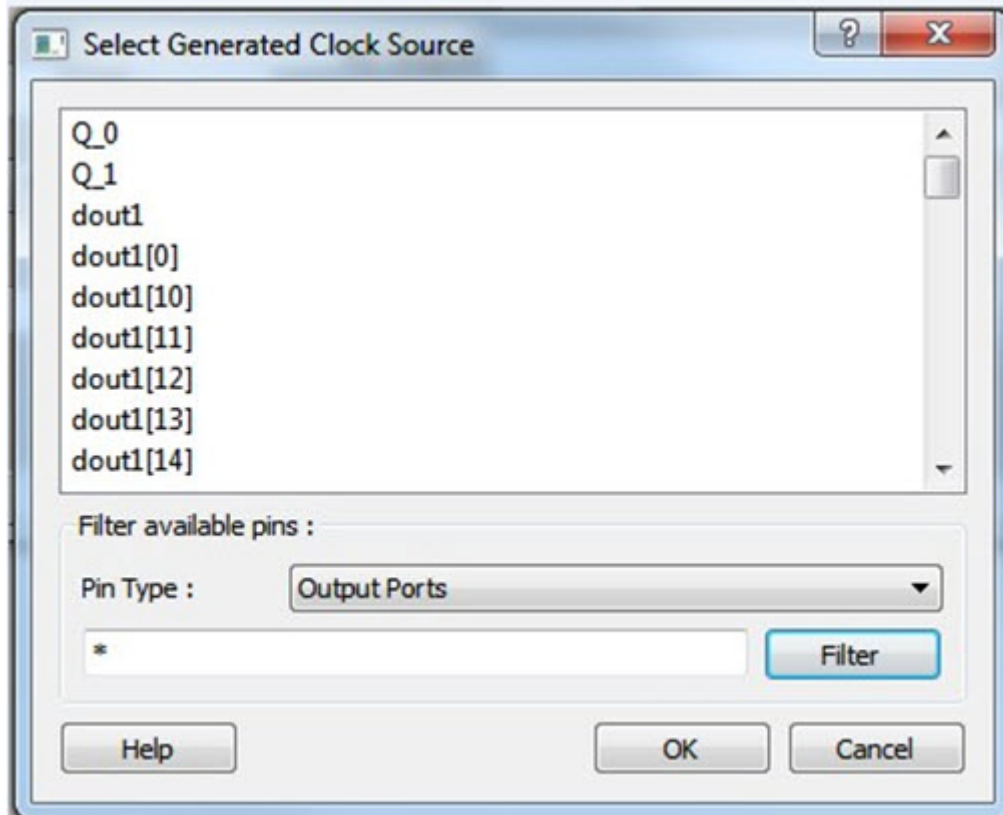 Select Generated Clock Source
?
X
Q_0
Q_1
dout1
dout1[0]
dout1[10]
dout1[11]
dout1[12]
dout1[13]
dout1[14]
Filter available pins :
Pin Type : Output Ports
* Filter
Help OK Cancel